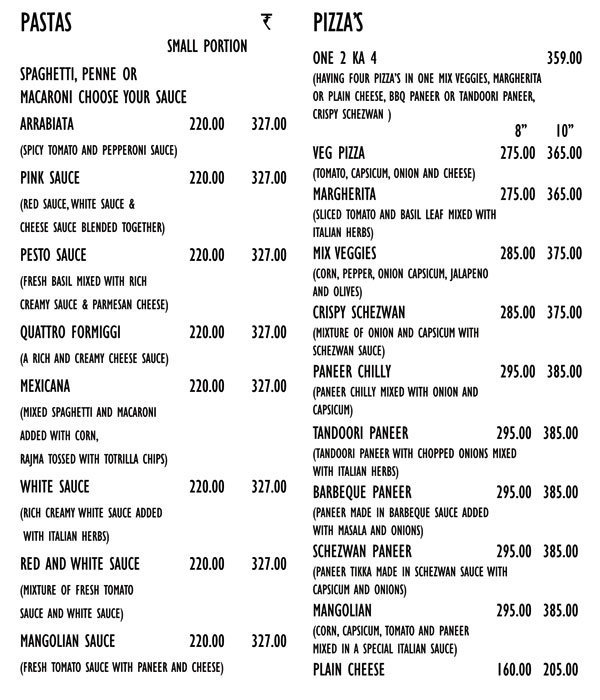 PASTAS ₹
SMALL PORTION
SPAGHETTI, PENNE OR
MACARONI CHOOSE YOUR SAUCE
ARRABIATA 220.00 327.00
(SPICY TOMATO AND PEPPERONI SAUCE)
PINK SAUCE 220.00 327.00
(RED SAUCE, WHITE SAUCE &
CHEESE SAUCE BLENDED TOGETHER)
PESTO SAUCE 220.00 327.00
(FRESH BASIL MIXED WITH RICH
CREAMY SAUCE & PARMESAN CHEESE)
QUATTRO FORMIGGI 220.00 327.00
(A RICH AND CREAMY CHEESE SAUCE)
MEXICANA 220.00 327.00
(MIXED SPAGHETTI AND MACARONI
ADDED WITH CORN,
RAJMA TOSSED WITH TOTRILLA CHIPS)
WHITE SAUCE 220.00 327.00
(RICH CREAMY WHITE SAUCE ADDED
WITH ITALIAN HERBS)
RED AND WHITE SAUCE 220.00 327.00
(MIXTURE OF FRESH TOMATO
SAUCE AND WHITE SAUCE)
MANGOLIAN SAUCE 220.00 327.00
(FRESH TOMATO SAUCE WITH PANEER AND CHEESE)
PIZZA'S
ONE 2 KA 4 359.00
(HAVING FOUR PIZZA'S IN ONE MIX VEGGIES, MARGHERITA
OR PLAIN CHEESE, BBQ PANEER OR TANDOORI PANEER,
CRISPY SCHEZWAN )
8" 10"
VEG PIZZA 275.00 365.00
(TOMATO, CAPSICUM, ONION AND CHEESE)
MARGHERITA 275.00 365.00
(SLICED TOMATO AND BASIL LEAF MIXED WITH
ITALIAN HERBS)
MIX VEGGIES 285.00 375.00
(CORN, PEPPER, ONION CAPSICUM, JALAPENO
AND OLIVES)
CRISPY SCHEZWAN 285.00 375.00
(MIXTURE OF ONION AND CAPSICUM WITH
SCHEZWAN SAUCE)
PANEER CHILLY 295.00 385.00
(PANEER CHILLY MIXED WITH ONION AND
CAPSICUM)
TANDOORI PANEER 295.00 385.00
(TANDOORI PANEER WITH CHOPPED ONIONS MIXED
WITH ITALIAN HERBS)
BARBEQUE PANEER 295.00 385.00
(PANEER MADE IN BARBEQUE SAUCE ADDED
WITH MASALA AND ONIONS)
SCHEZWAN PANEER 295.00 385.00
(PANEER TIKKA MADE IN SCHEZWAN SAUCE WITH
CAPSICUM AND ONIONS)
MANGOLIAN 295.00 385.00
(CORN, CAPSICUM, TOMATO AND PANEER
MIXED IN A SPECIAL ITALIAN SAUCE)
PLAIN CHEESE 160.00 205.00